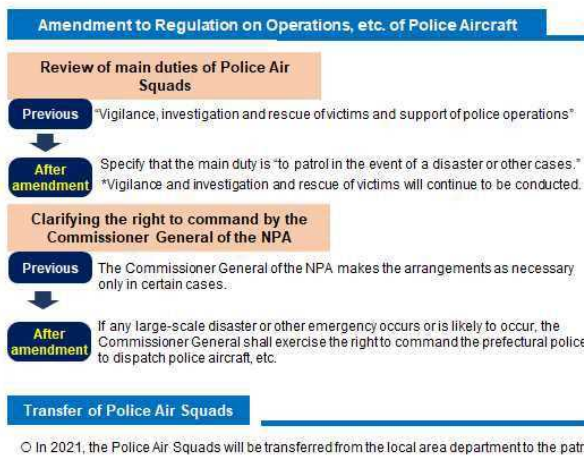 Amendment to Regulation on Operations, etc. of Police Aircraft
Review of main duties of Police Air
Squads
Previous
"Vigilance, investigation and rescue of victims and support of police operations"
After
amendment
Specify that the main duty is "to patrol in the event of a disaster or other cases."
*Vigilance and investigation and rescue of victims will continue to be conducted.
Clarifying the right to command by the
Commissioner General of the NPA
Previous
The Commissioner General of the NPA makes the arrangements as necessary
only in certain cases.
After
amendment
If any large-scale disaster or other emergency occurs or is likely to occur, the
Commissioner General shall exercise the right to command the prefectural police
to dispatch police aircraft, etc.
Transfer of Police Air Squads
○ In 2021, the Police Air Squads will be transferred from the local area department to the patr